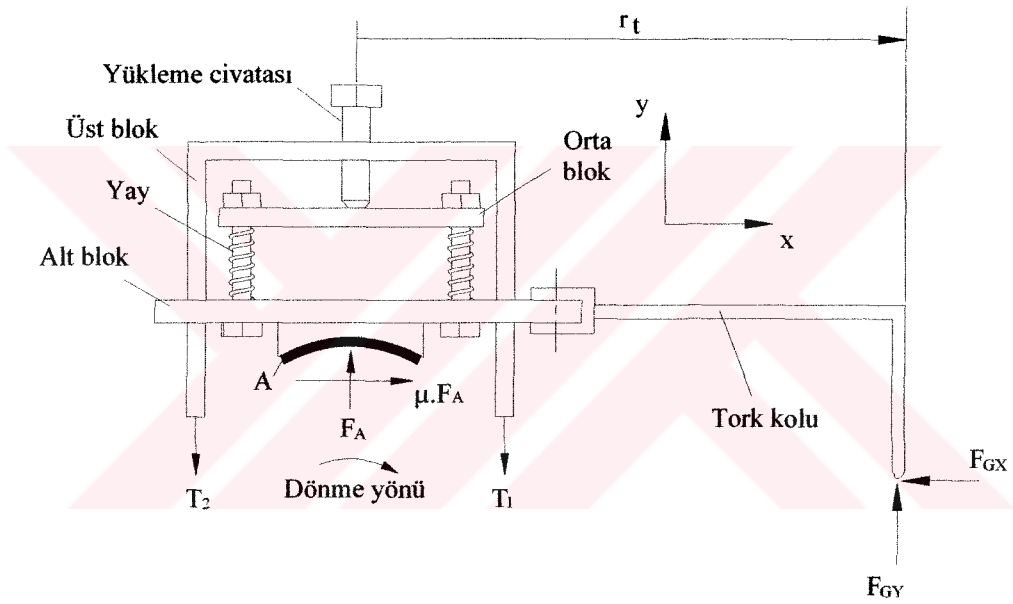 r t
Yükleme civatası
Üst blok
Orta
blok
y
x
Yay
Alt blok
A
μ.FA
FA
Tork kolu
Dönme yönü
T2
T1
FGX
FGY